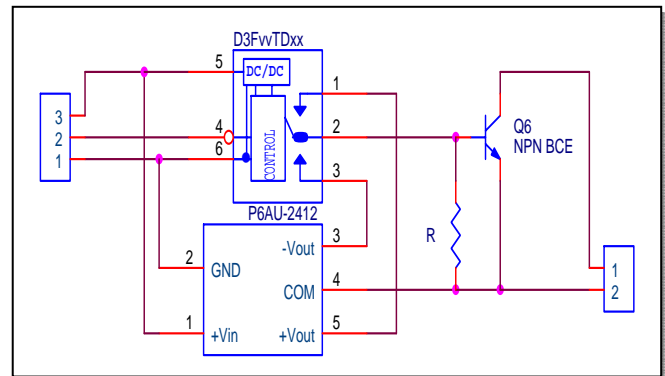 D3FvvTDxx
5
DC/DC
1
3
4
2
Q6
2
6
CONTROL
NPN BCE
1
3
P6AU-2412
R
-Vout
3
2
GND
1
COM
4
2
1
+Vin
+Vout
5